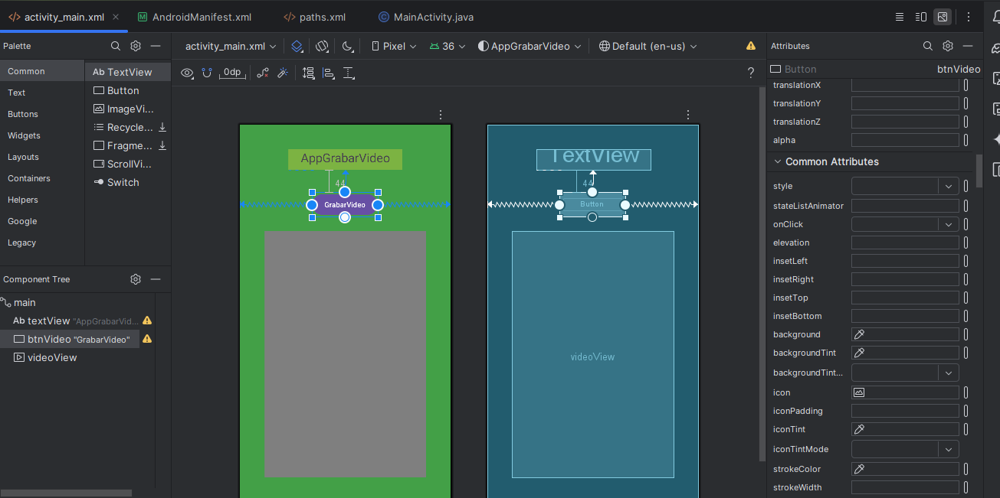 activity_main.xml
AndroidManifest.xml
paths.xml
MainActivity.java
Palette
activity_main.xml
Pixel
36
AppGrabarVideo
Default (en-us)
Attributes
Common
Text
Buttons
Widgets
Layouts
Containers
Helpers
Google
Legacy
Ab TextView
Button
ImageVi...
Recycle...
Fragme...
ScrollVi...
Switch
0dp
?
Component Tree
main
Ab textView "AppGrabarVid...
btnVideo "GrabarVideo"
videoView
AppGrabarVideo
44
GrabarVideo
TextView
44
Button
videoView
Button
btnVideo
translationX
translationY
translationZ
alpha
Common Attributes
style
stateListAnimator
onClick
elevation
insetLeft
insetRight
insetTop
insetBottom
background
backgroundTint
backgroundTint...
icon
iconPadding
iconTint
iconTintMode
strokeColor
strokeWidth